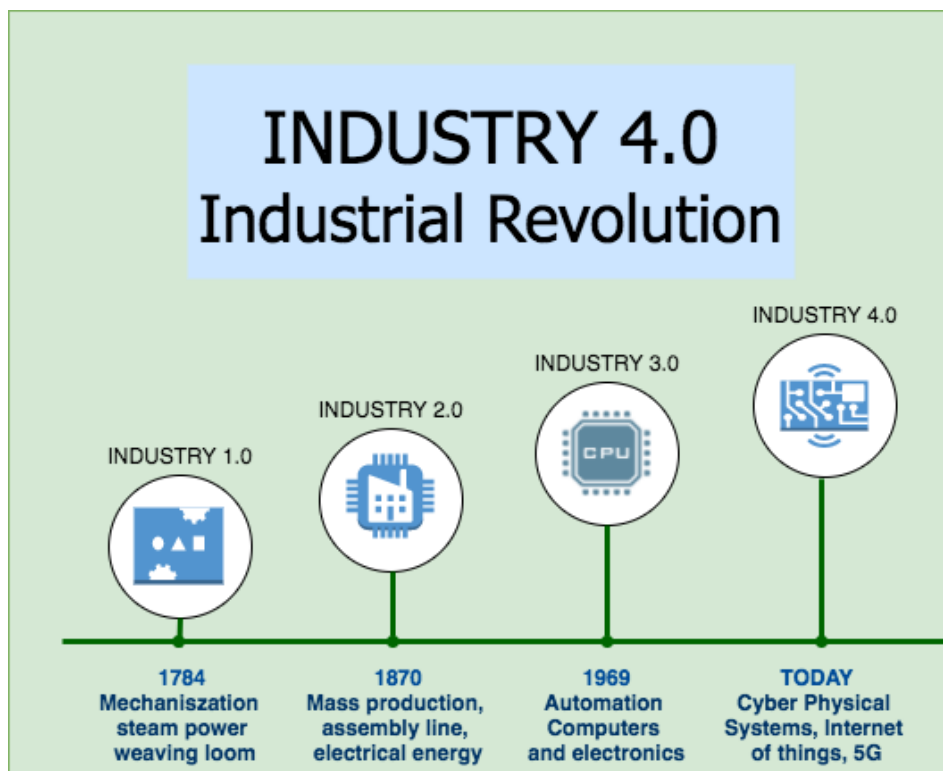 INDUSTRY 4.0
Industrial Revolution
INDUSTRY 1.0
INDUSTRY 2.0
INDUSTRY 3.0
CPU
INDUSTRY 4.0
1784
Mechaniszation
steam power
weaving loom
1870
Mass production,
assembly line,
electrical energy
1969
Automation
Computers
and electronics
TODAY
Cyber Physical
Systems, Internet
of things, 5G